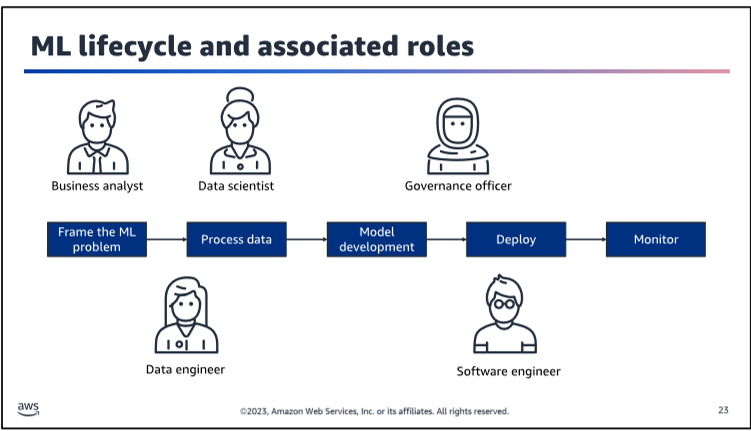 ML lifecycle and associated roles
Business analyst
Data scientist
Governance officer
Frame the ML
problem
Process data
Model
development
Deploy
Monitor
Data engineer
Software engineer
aws
©2023, Amazon Web Services, Inc. or its affiliates. All rights reserved.
23